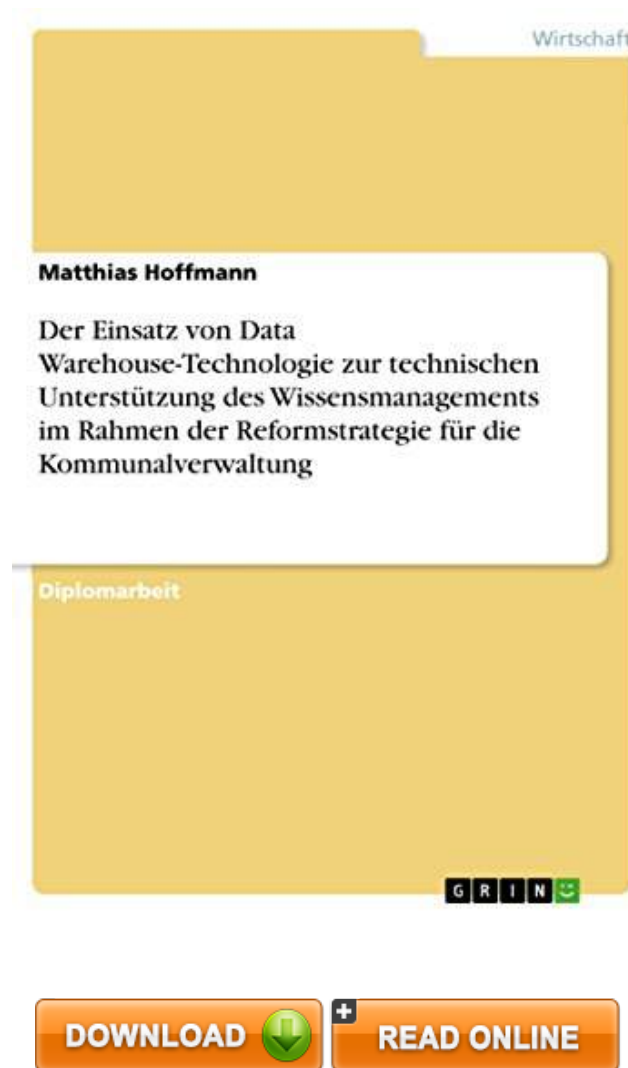 Wirtschaft
Matthias Hoffmann
Der Einsatz von Data
Warehouse-Technologie zur technischen
Unterstützung des Wissensmanagements
im Rahmen der Reformstrategie für die
Kommunalverwaltung
Diplomarbeit
GRIN
DOWNLOAD
READ ONLINE